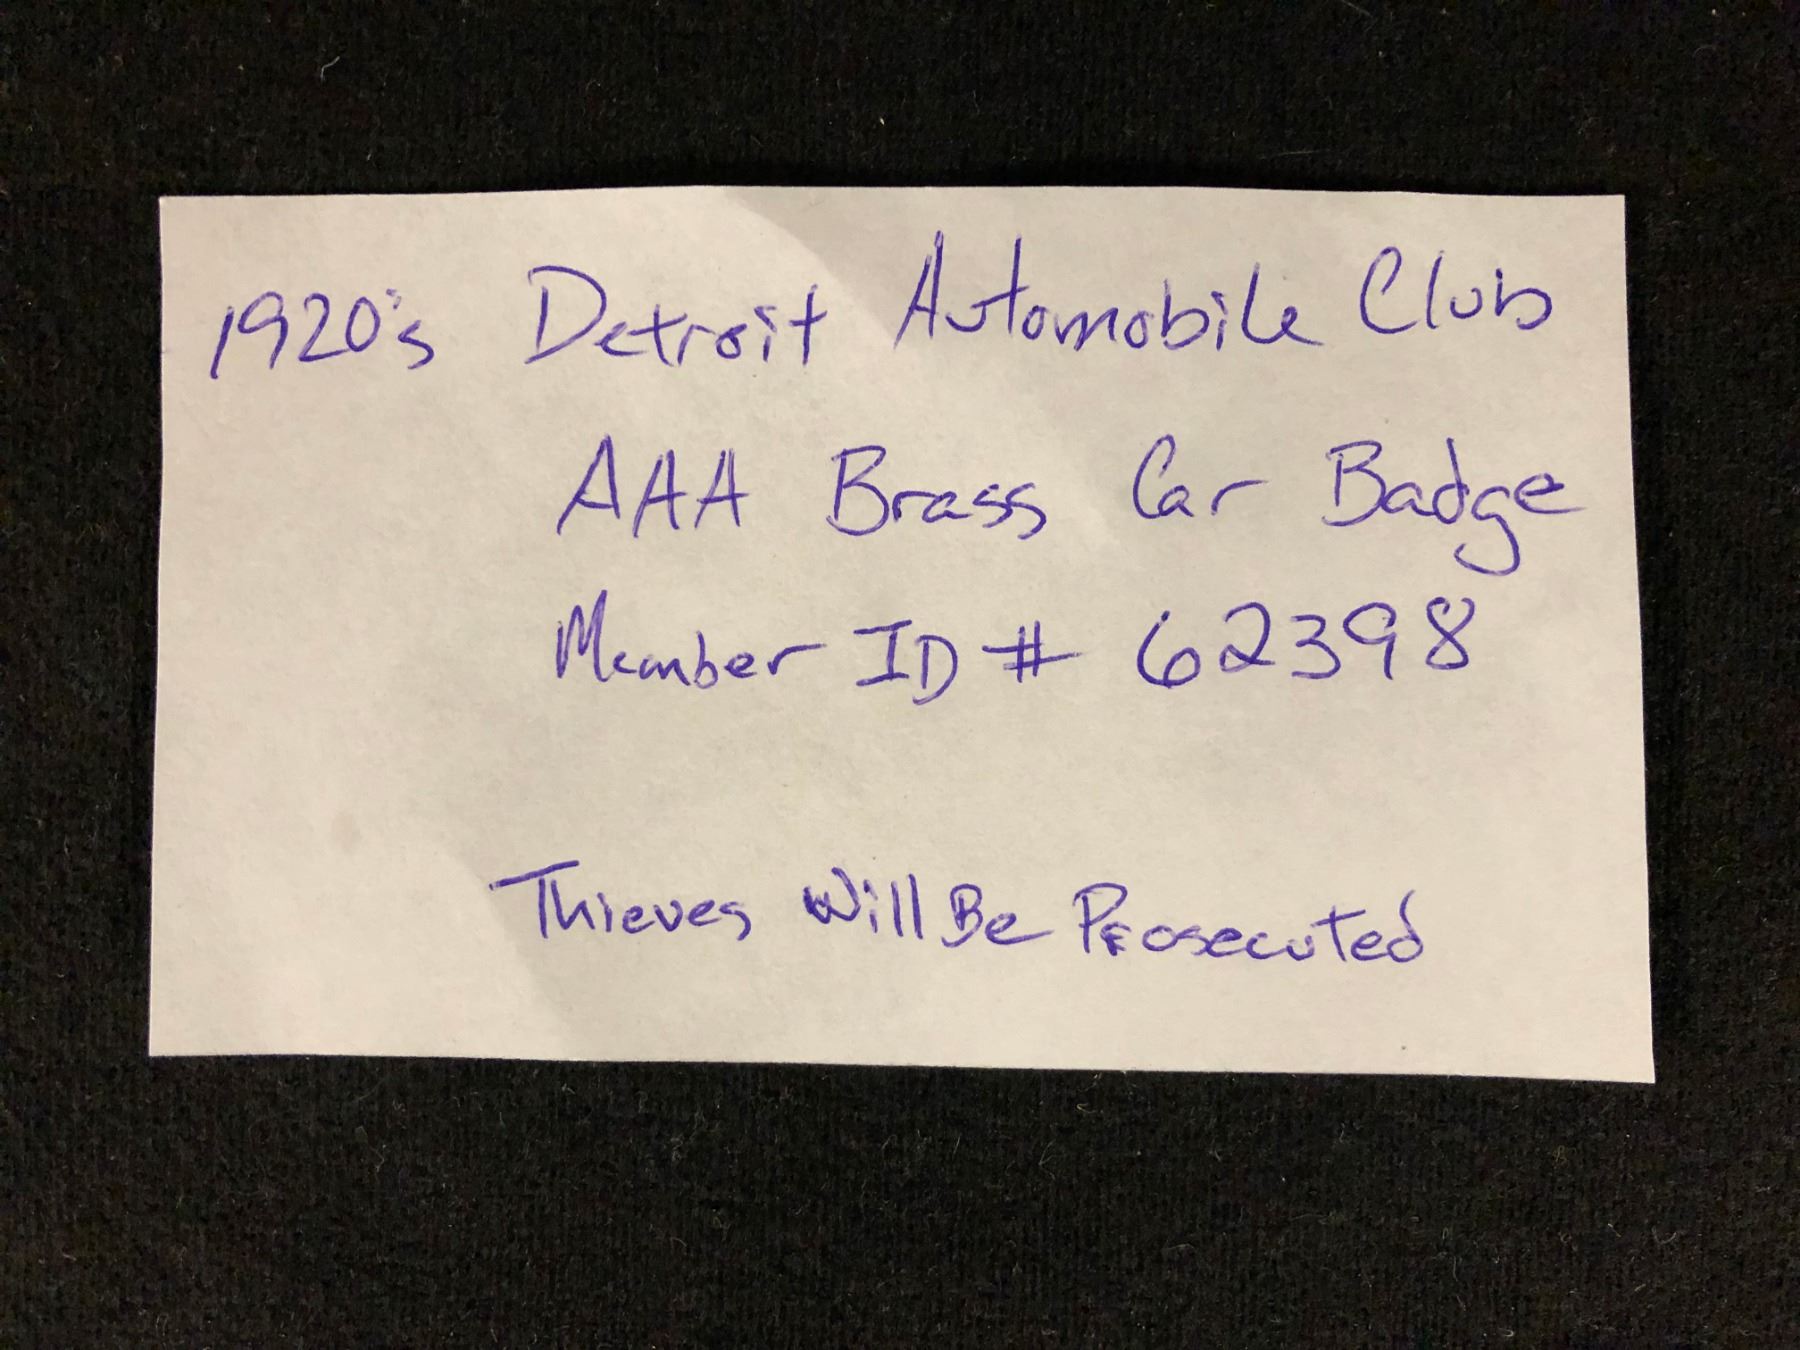 1920's Detroit Automobile Club
AAA Brass Car Badge
Member ID # 62398
Thieves Will Be Prosecuted